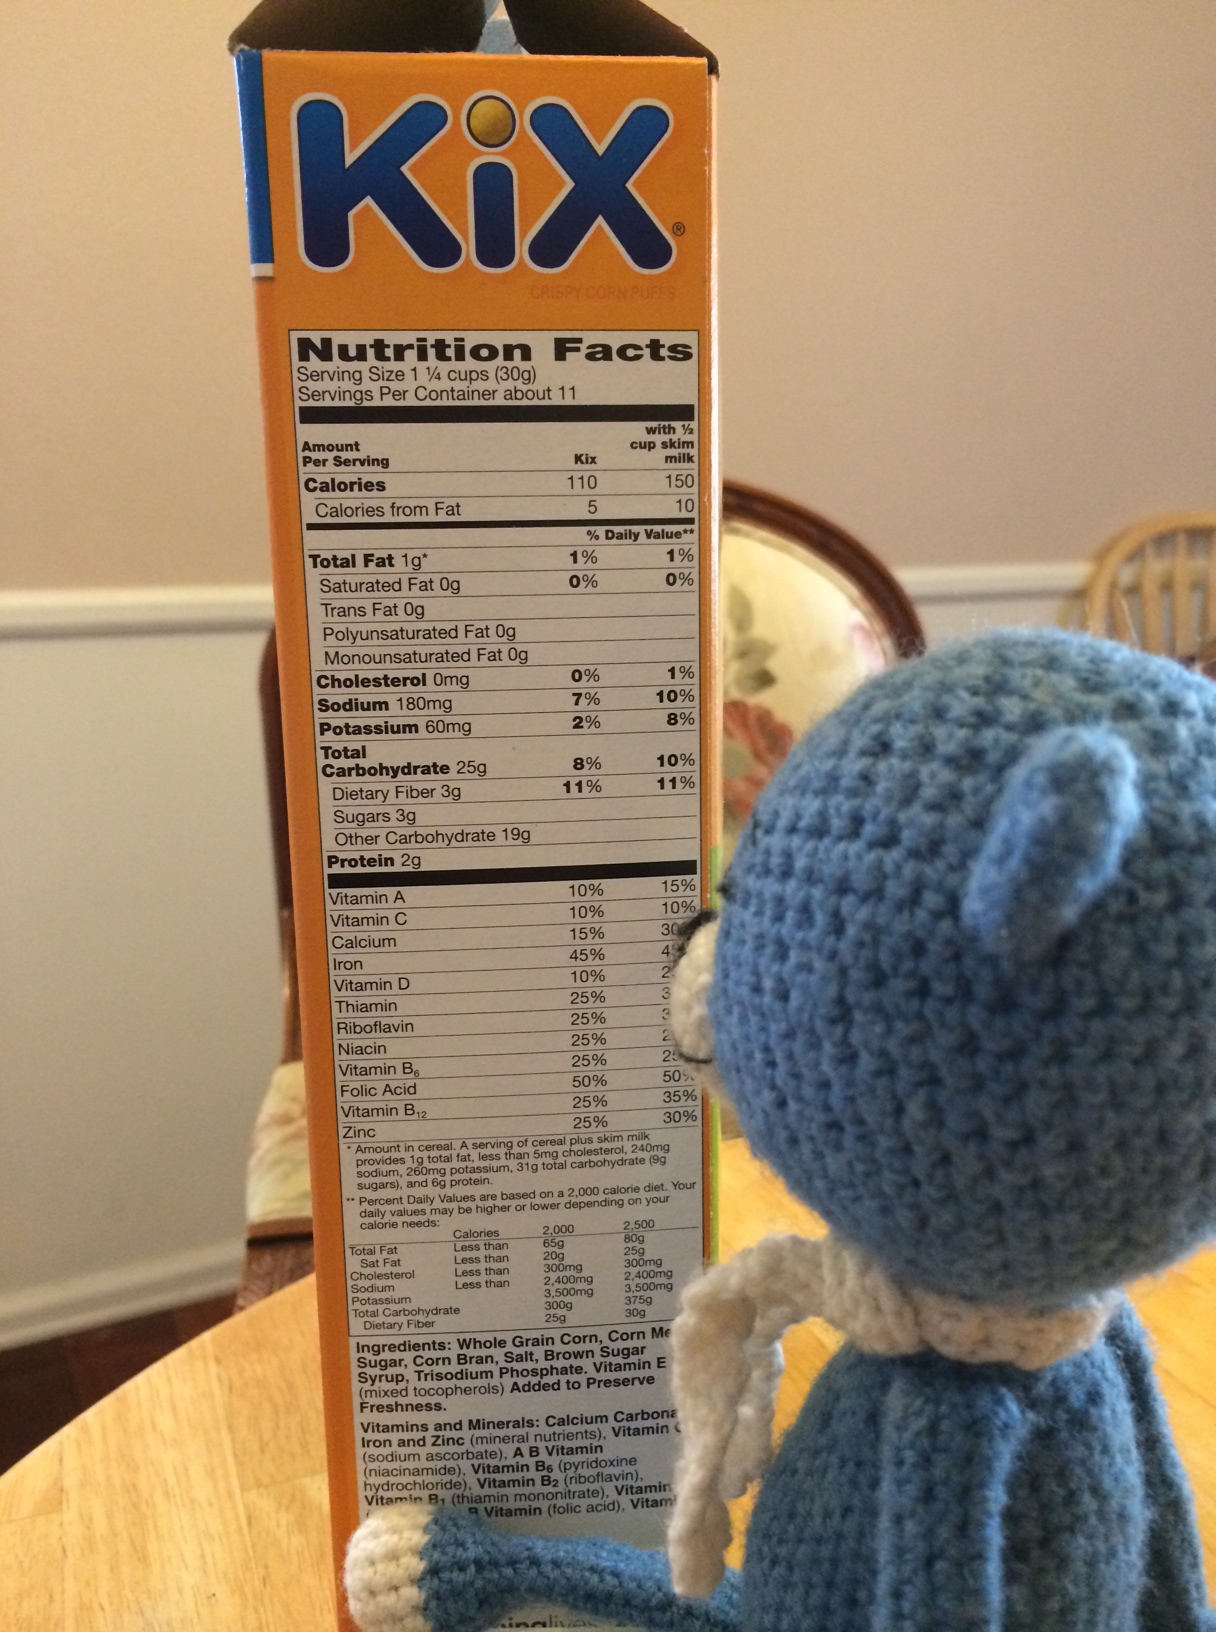 KiX®
CRISPY CORN PUFFS
Nutrition Facts
Serving Size 1 ¼ cups (30g)
Servings Per Container about 11
Amount Per Serving Kix with ½ cup skim milk
Calories 110 150
Calories from Fat 5 10
% Daily Value**
Total Fat 1g* 1% 1%
Saturated Fat 0g 0% 0%
Trans Fat 0g
Polyunsaturated Fat 0g
Monounsaturated Fat 0g
Cholesterol 0mg 0% 1%
Sodium 180mg 7% 10%
Potassium 60mg 2% 8%
Total
Carbohydrate 25g 8% 10%
Dietary Fiber 3g 11% 11%
Sugars 3g
Other Carbohydrate 19g
Protein 2g
Vitamin A 10% 15%
Vitamin C 10% 10%
Calcium 15%
Iron 45%
Vitamin D 10%
Thiamin 25%
Riboflavin 25%
Niacin 25%
Vitamin B6 25%
Folic Acid 50% 50%
Vitamin B12 25% 35%
Zinc 25% 30%
* Amount in cereal. A serving of cereal plus skim milk
provides 1g total fat, less than 5mg cholesterol, 240mg
sodium, 260mg potassium, 31g total carbohydrate (9g
sugars), and 6g protein.
** Percent Daily Values are based on a 2,000 calorie diet. Your
daily values may be higher or lower depending on your
calorie needs:
Calories 2,000 2,500
Total Fat Less than 65g 80g
Sat Fat Less than 20g 25g
Cholesterol Less than 300mg 300mg
Sodium Less than 2,400mg 2,400mg
Potassium 3,500mg 3,500mg
Total Carbohydrate 300g 375g
Dietary Fiber 25g 30g
Ingredients: Whole Grain Corn, Corn
Sugar, Corn Bran, Salt, Brown Sugar
Syrup, Trisodium Phosphate. Vitamin E
(mixed tocopherols) Added to Preserve
Freshness.
Vitamins and Minerals: Calcium
Iron and Zinc (mineral nutrients), Vitamin
(sodium ascorbate), A B Vitamin
(niacinamide), Vitamin B6 (pyridoxine
hydrochloride), Vitamin B2 (riboflavin),
Vitamin B1 (thiamin mononitrate), Vitamin
B Vitamin (folic acid),